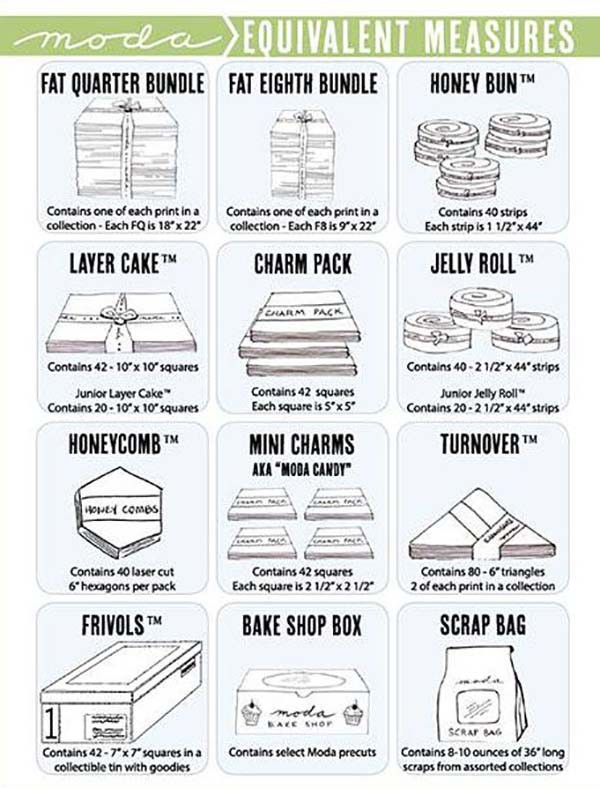 moda EQUIVALENT MEASURES
FAT QUARTER BUNDLE
Contains one of each print in a
collection - Each FQ is 18" x 22"
FAT EIGHTH BUNDLE
Contains one of each print in a
collection - Each F8 is 9" x 22"
HONEY BUN™
Contains 40 strips
Each strip is 1 1/2" x 44"
LAYER CAKE™
Contains 42 - 10" x 10" squares
Junior Layer Cake™
Contains 20 - 10" x 10" squares
CHARM PACK
CHARM PACK
Contains 42 squares
Each square is 5" x 5"
JELLY ROLL™
Contains 40 - 2 1/2" x 44" strips
Junior Jelly Roll™
Contains 20 - 2 1/2" x 44" strips
HONEYCOMB™
HONEY COMBS
Contains 40 laser cut
6" hexagons per pack
MINI CHARMS
AKA "MODA CANDY"
CHARM PACK
CHARM PACK
CHARM PACK
CHARM PACK
Contains 42 squares
Each square is 2 1/2" x 2 1/2"
TURNOVER™
Contains 80 - 6" triangles
2 of each print in a collection
FRIVOLS™
1
Contains 42 - 7" x 7" squares in a
collectible tin with goodies
BAKE SHOP BOX
moda
BAKE SHOP
Contains select Moda precuts
SCRAP BAG
moda
SCRAP BAG
Contains 8-10 ounces of 36" long
scraps from assorted collections